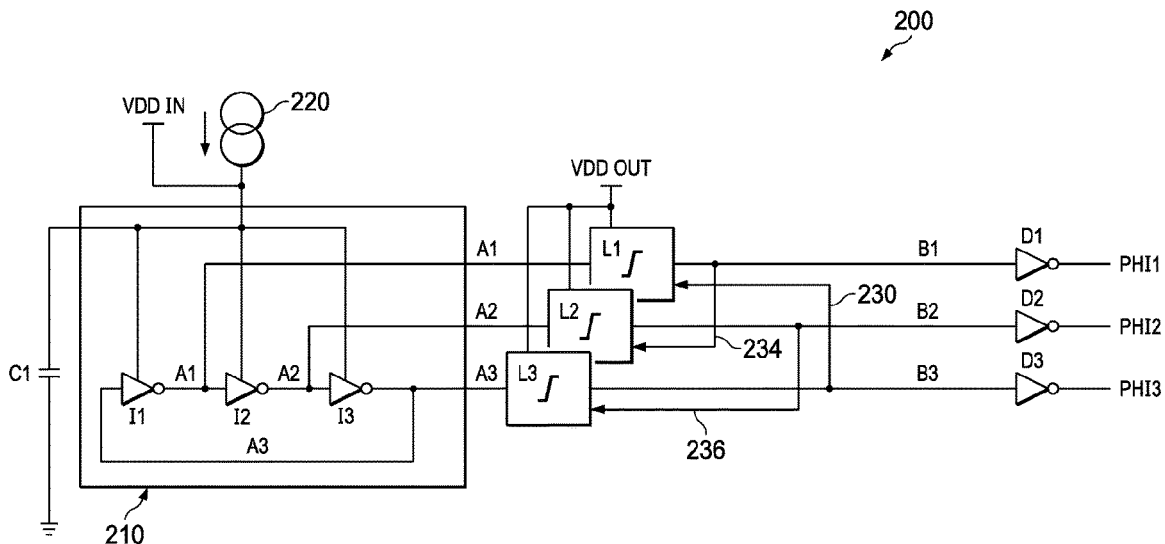 200
VDD IN
220
VDD OUT
L1
A1
B1
D1
PHI1
230
L2
A2
B2
D2
PHI2
234
L3
A3
B3
D3
PHI3
236
C1
A1
A2
I1
I2
I3
A3
210